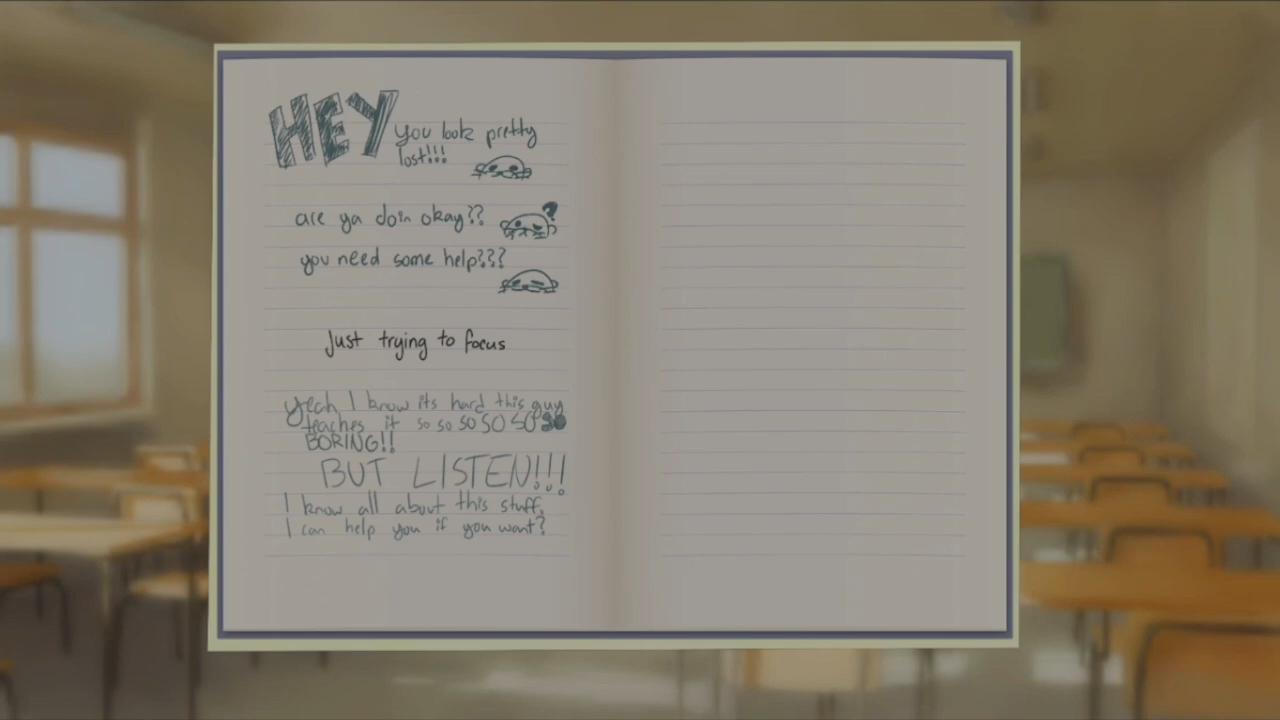 HEY you look pretty
lost!!!
are ya doin okay??
?
you need some help???
Just trying to focus
yeah I know its hard this guy
teaches it so so so SO SO SO
BORING!!
BUT LISTEN!!!
I know all about this stuff.
I can help you if you want?